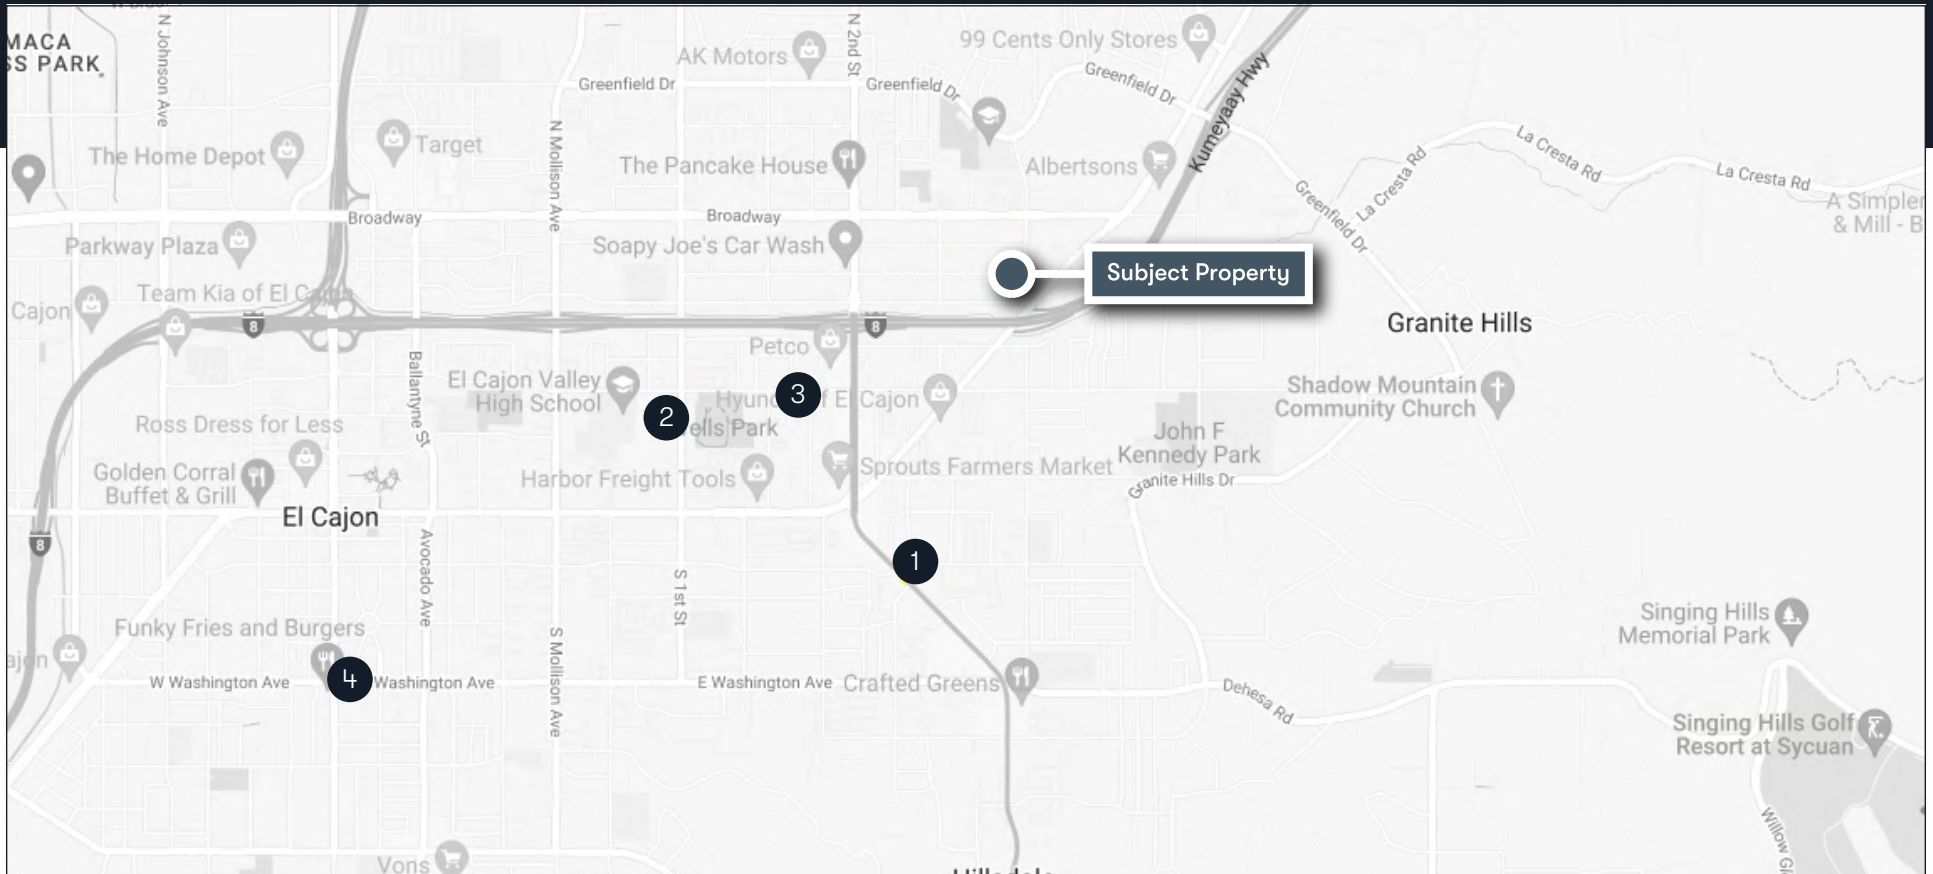 MACA
SS PARK
N Johnson Ave
N 2nd St
99 Cents Only Stores
AK Motors
Greenfield Dr
Greenfield Dr
Greenfield Dr
Kumeyaay Hwy
The Home Depot
Target
N Mollison Ave
The Pancake House
Albertsons
La Cresta Rd
La Cresta Rd
La Cresta Rd
Greenfield Dr
A Simpler
& Mill - B
Broadway
Broadway
Parkway Plaza
Soapy Joe's Car Wash
Subject Property
Team Kia of El Cajon
Cajon
8
8
Granite Hills
Petco
Ballantyne St
El Cajon Valley
High School
3
Hyund f El Cajon
2
ells Park
Shadow Mountain
Community Church
Ross Dress for Less
John F
Kennedy Park
Golden Corral
Buffet & Grill
Harbor Freight Tools
Sprouts Farmers Market
Granite Hills Dr
El Cajon
8
Avocado Ave
1
S 1st St
Funky Fries and Burgers
Singing Hills
Memorial Park
ajon
S Mollison Ave
W Washington Ave
4
Washington Ave
E Washington Ave
Crafted Greens
Dehesa Rd
Singing Hills Golf
Resort at Sycuan
Vons